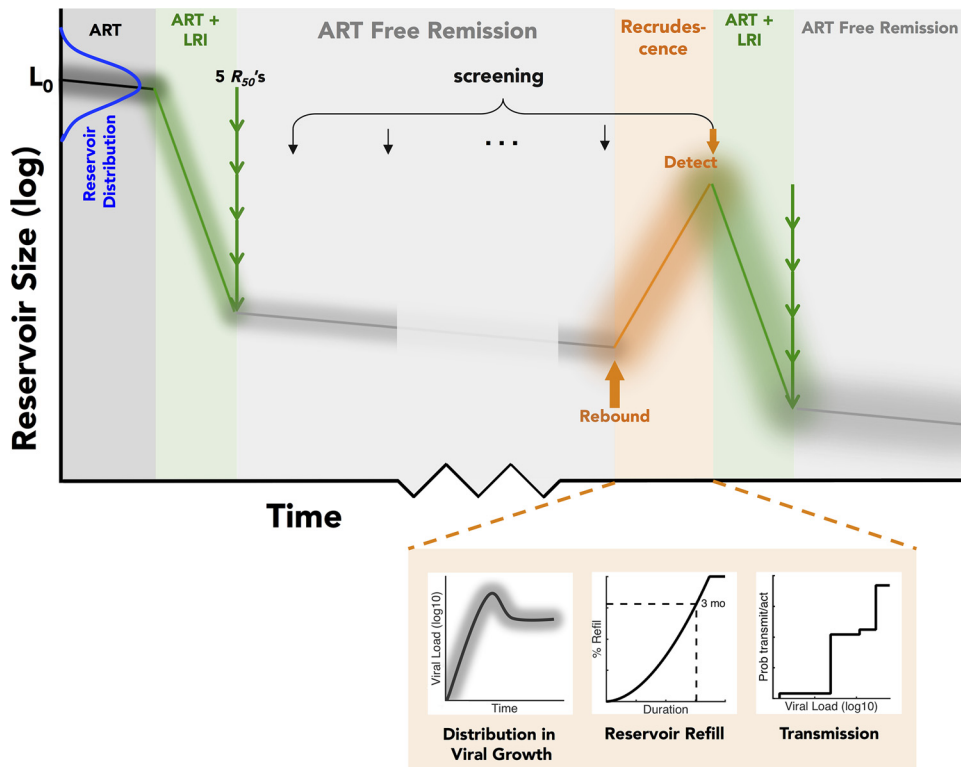 ART
ART +
LRI
ART Free Remission
Recrudes-
cence
ART +
LRI
ART Free Remission
L0
5 R50's
screening
...
Detect
Reservoir
Distribution
Reservoir Size (log)
Rebound
Time
Viral Load (log10)
Time
Distribution in
Viral Growth
% Refil
3 mo
Duration
Reservoir Refill
Prob transmit/act
Viral Load (log10)
Transmission